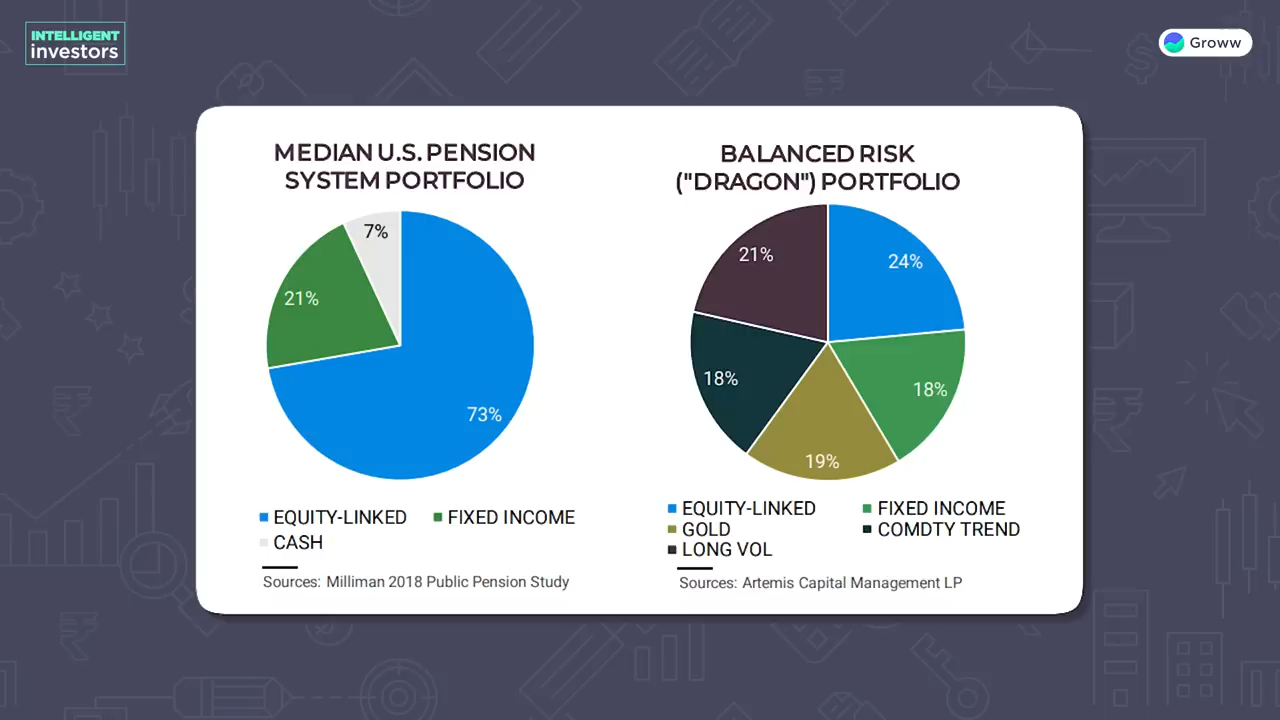 INTELLIGENT
investors
Groww
MEDIAN U.S. PENSION
SYSTEM PORTFOLIO
7%
21%
73%
EQUITY-LINKED
FIXED INCOME
CASH
Sources: Milliman 2018 Public Pension Study
BALANCED RISK
("DRAGON") PORTFOLIO
21%
24%
18%
18%
19%
EQUITY-LINKED
FIXED INCOME
GOLD
COMDTY TREND
LONG VOL
Sources: Artemis Capital Management LP